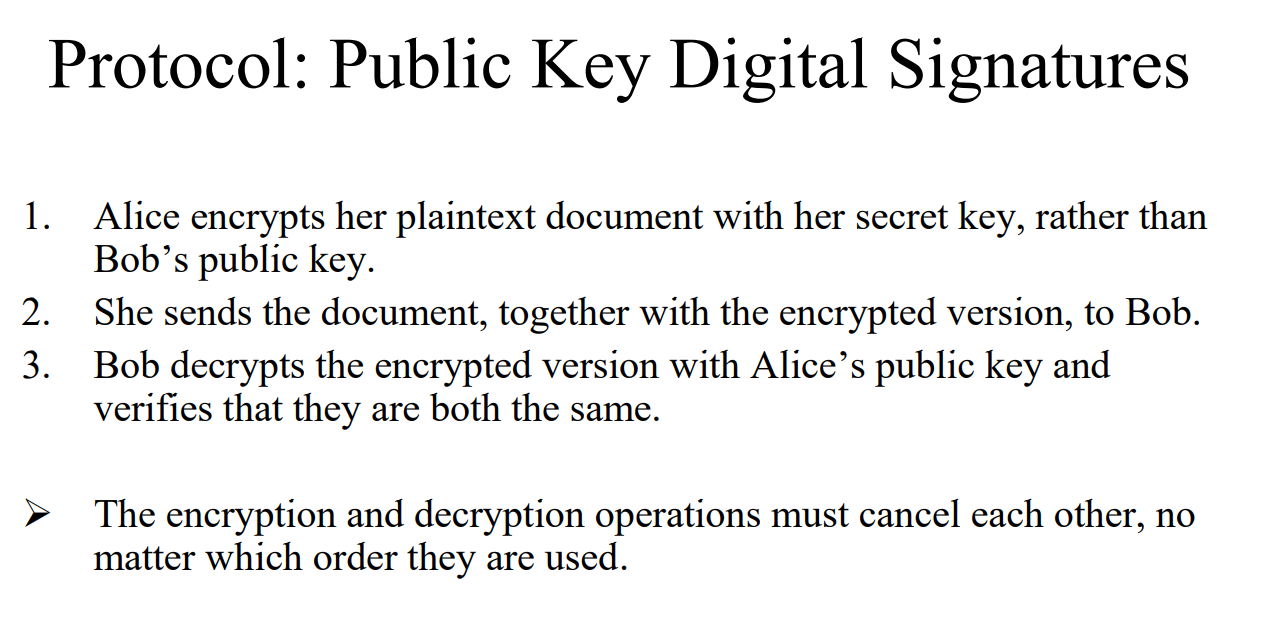 Protocol: Public Key Digital Signatures
1. Alice encrypts her plaintext document with her secret key, rather than
Bob’s public key.
2. She sends the document, together with the encrypted version, to Bob.
3. Bob decrypts the encrypted version with Alice’s public key and
verifies that they are both the same.
➢ The encryption and decryption operations must cancel each other, no
matter which order they are used.